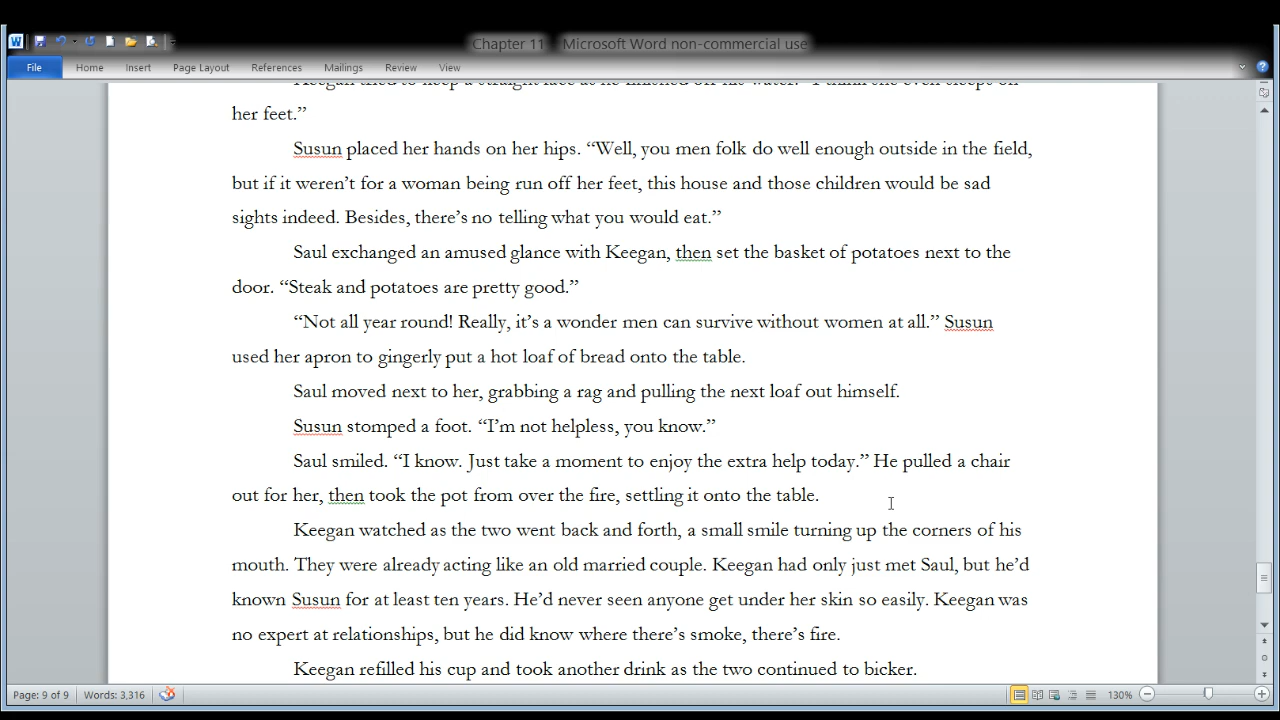 Chapter 11    Microsoft Word non-commercial use
File Home Insert Page Layout References Mailings Review View
her feet.”
Susun placed her hands on her hips. “Well, you men folk do well enough outside in the field,
but if it weren’t for a woman being run off her feet, this house and those children would be sad
sights indeed. Besides, there’s no telling what you would eat.”
Saul exchanged an amused glance with Keegan, then set the basket of potatoes next to the
door. “Steak and potatoes are pretty good.”
“Not all year round! Really, it’s a wonder men can survive without women at all.” Susun
used her apron to gingerly put a hot loaf of bread onto the table.
Saul moved next to her, grabbing a rag and pulling the next loaf out himself.
Susun stomped a foot. “I’m not helpless, you know.”
Saul smiled. “I know. Just take a moment to enjoy the extra help today.” He pulled a chair
out for her, then took the pot from over the fire, settling it onto the table.
Keegan watched as the two went back and forth, a small smile turning up the corners of his
mouth. They were already acting like an old married couple. Keegan had only just met Saul, but he’d
known Susun for at least ten years. He’d never seen anyone get under her skin so easily. Keegan was
no expert at relationships, but he did know where there’s smoke, there’s fire.
Keegan refilled his cup and took another drink as the two continued to bicker.
Page: 9 of 9 Words: 3,316 130%